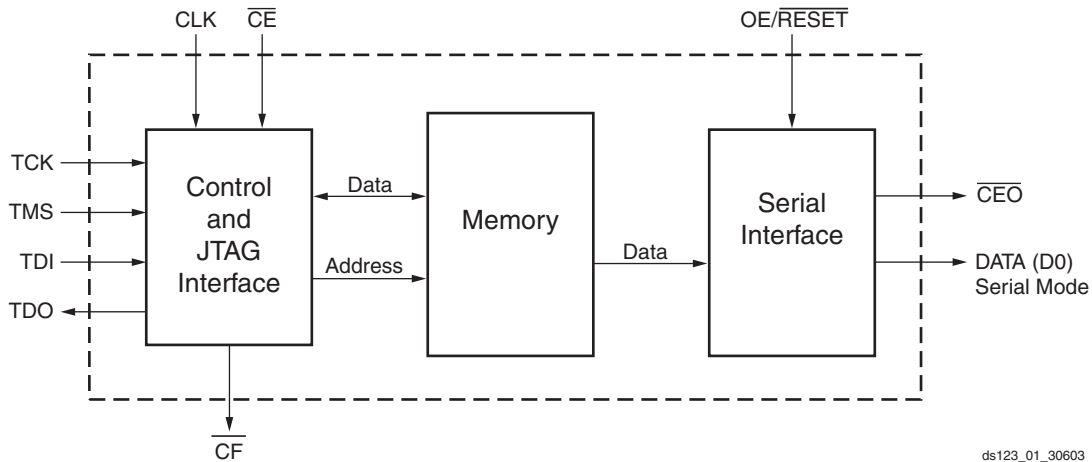 CLK
CE
OE/RESET
TCK
TMS
TDI
TDO
Control
and
JTAG
Interface
Data
Address
Memory
Data
Serial
Interface
CEO
DATA (D0)
Serial Mode
CF
ds123_01_30603